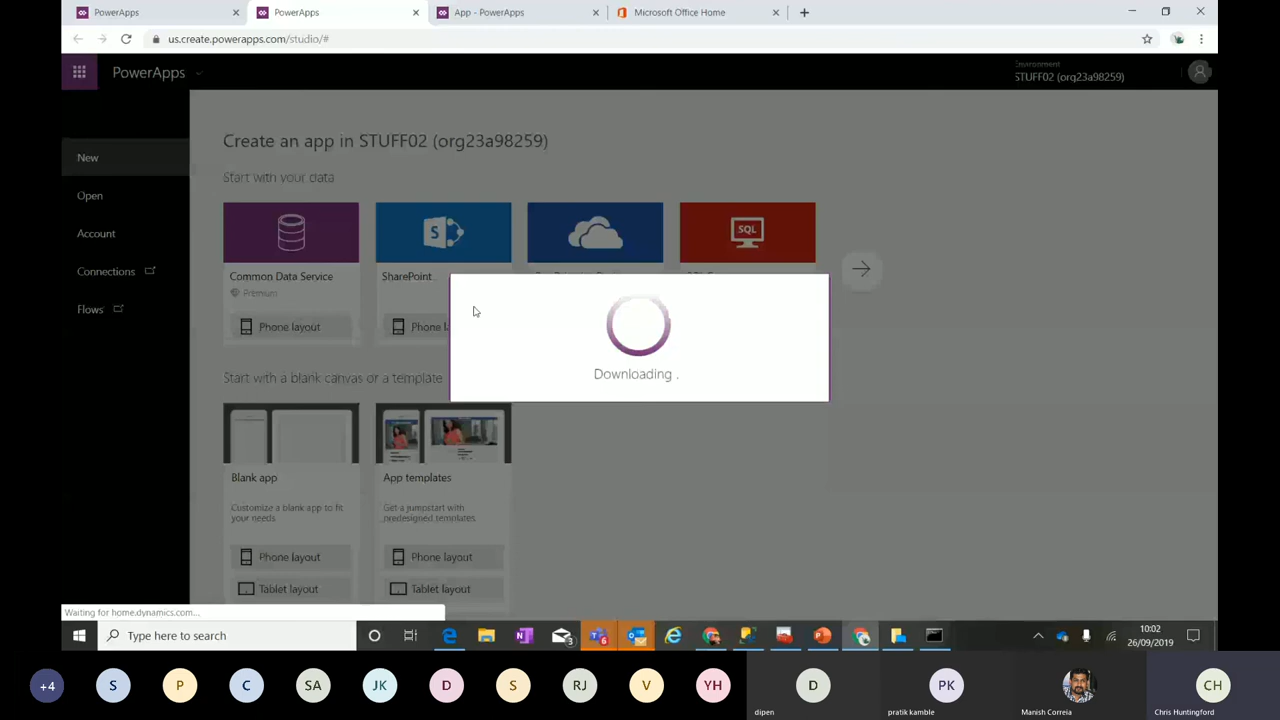 PowerApps
PowerApps
App - PowerApps
Microsoft Office Home
us.create.powerapps.com/studio/#
PowerApps
Environment
STUFF02 (org23a98259)
New
Open
Account
Connections
Flows
Create an app in STUFF02 (org23a98259)
Start with your data
SQL
Common Data Service
SharePoint
Premium
Phone layout
Phone
Downloading .
Start with a blank canvas or a template
Blank app
App templates
Customize a blank app to fit
your needs
Get a jumpstart with
predesigned templates.
Phone layout
Phone layout
Tablet layout
Tablet layout
Waiting for home.dynamics.com...
Type here to search
3
6
10:02
26/09/2019
+4
S
P
C
SA
JK
D
S
RJ
V
YH
D
PK
CH
dipen
pratik kamble
Manish Correia
Chris Huntingford